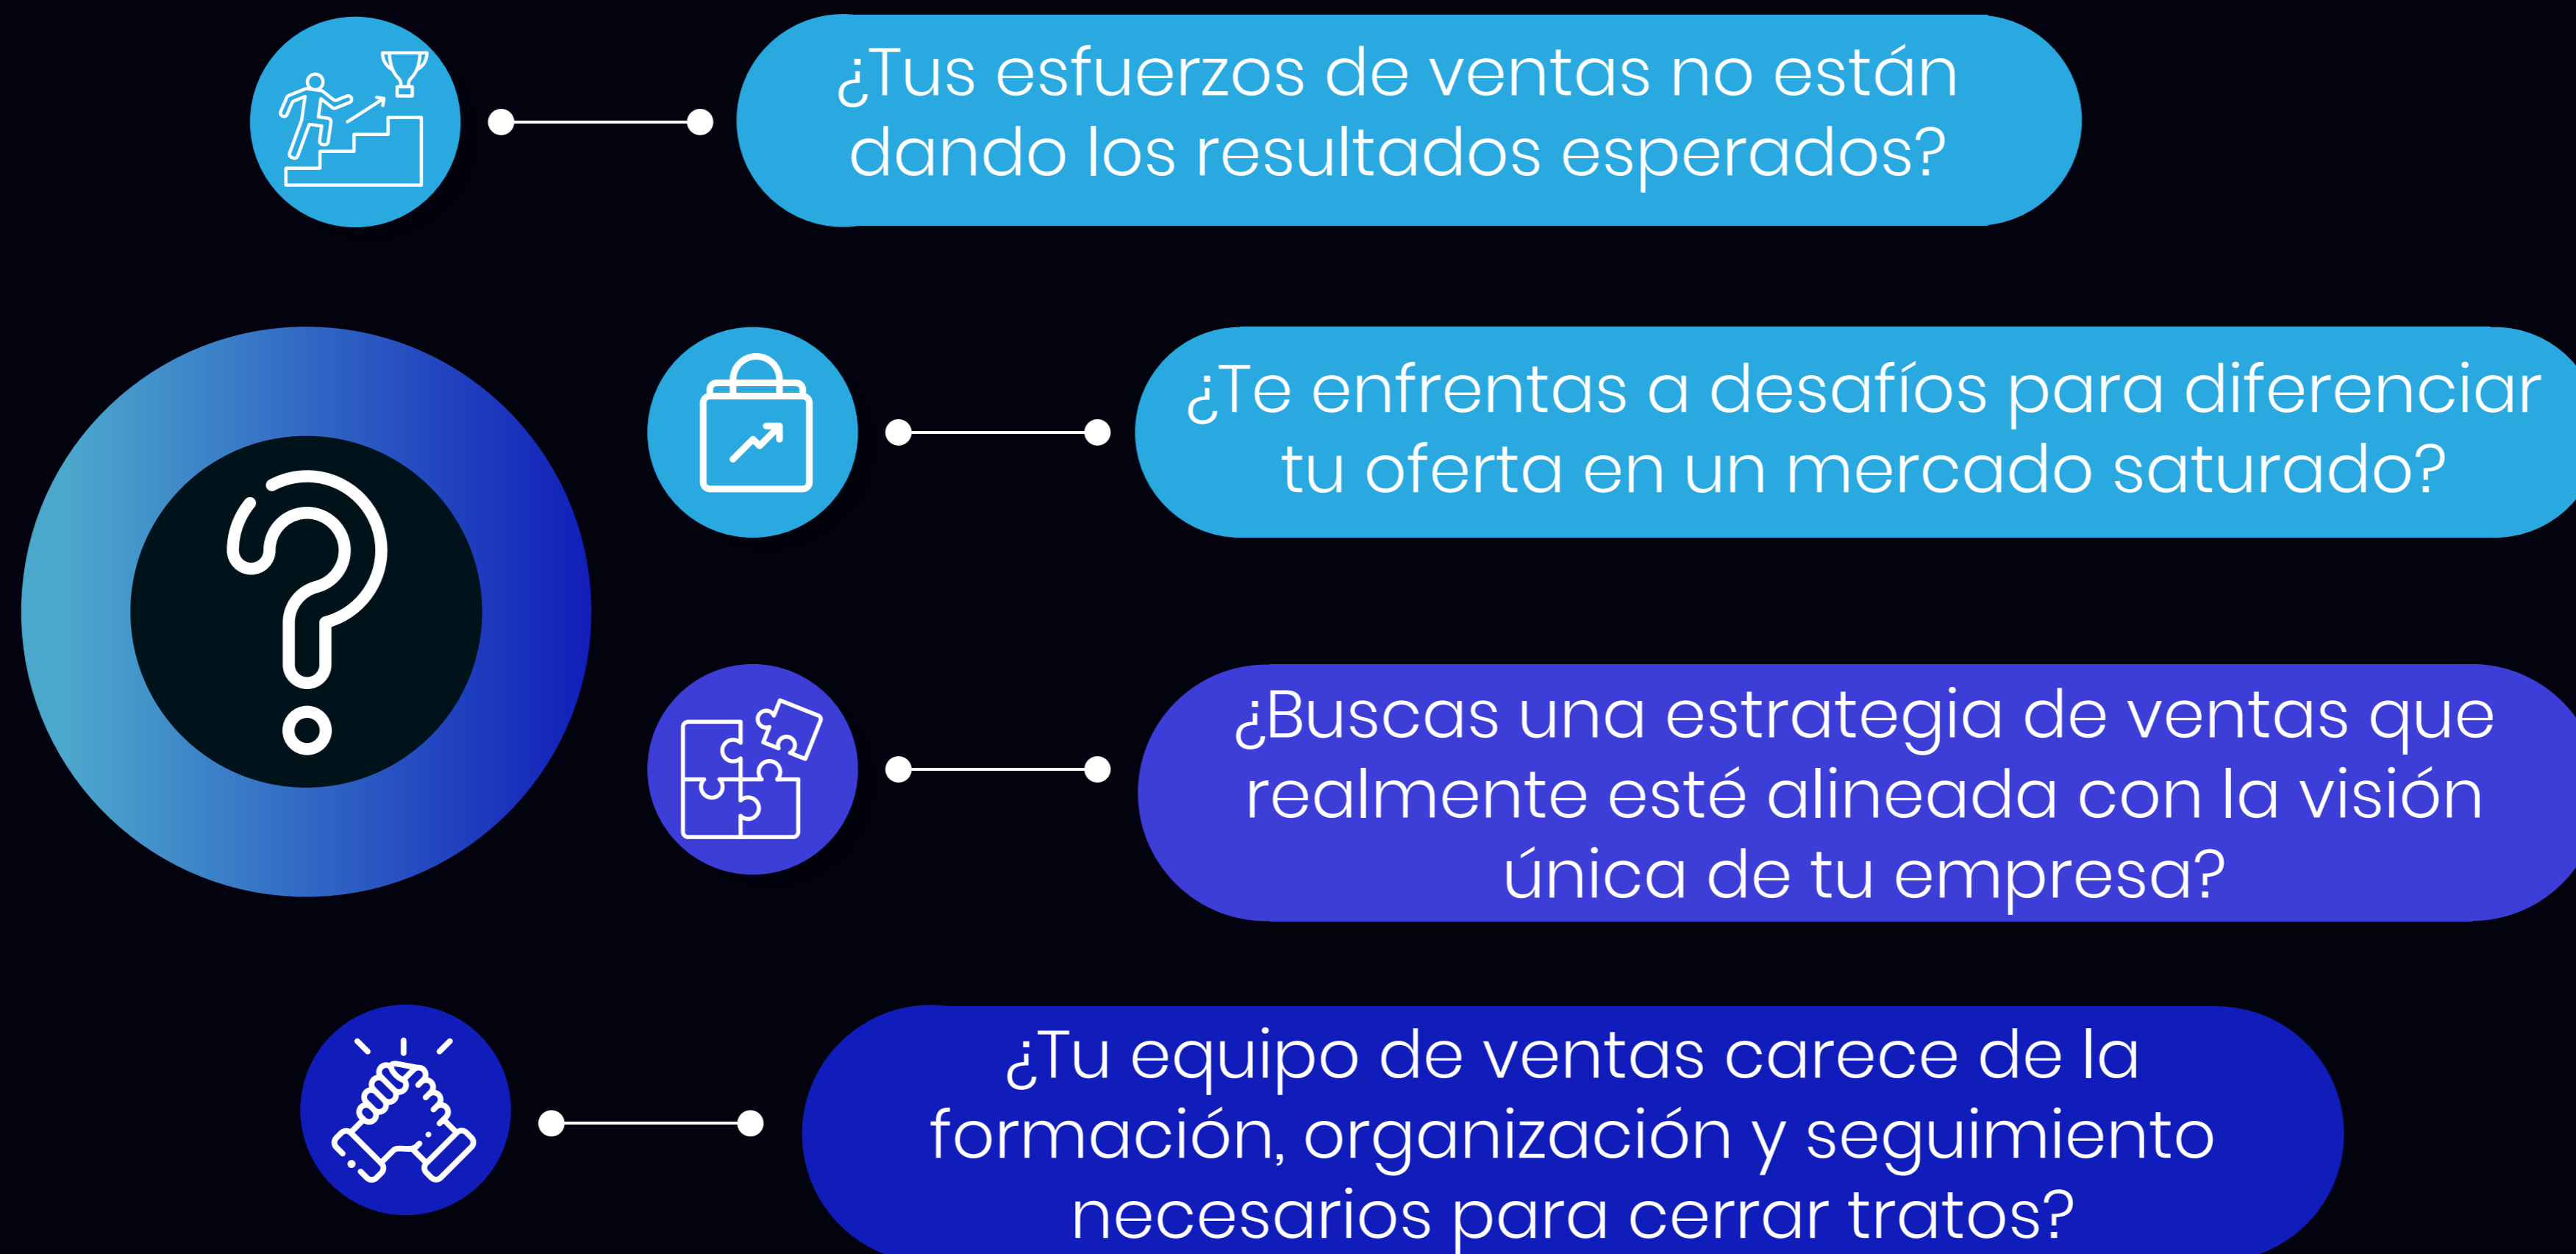 ¿Tus esfuerzos de ventas no están
dando los resultados esperados?
¿Te enfrentas a desafíos para diferenciar
tu oferta en un mercado saturado?
¿Buscas una estrategia de ventas que
realmente esté alineada con la visión
única de tu empresa?
¿Tu equipo de ventas carece de la
formación, organización y seguimiento
necesarios para cerrar tratos?